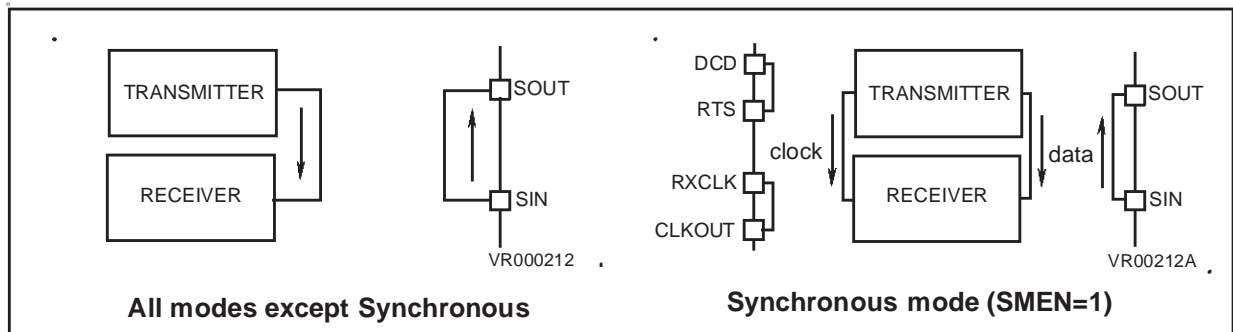 TRANSMITTER
RECEIVER
SOUT
SIN
VR000212
All modes except Synchronous
DCD
RTS
RXCLK
CLKOUT
clock
TRANSMITTER
RECEIVER
data
SOUT
SIN
VR00212A
Synchronous mode (SMEN=1)